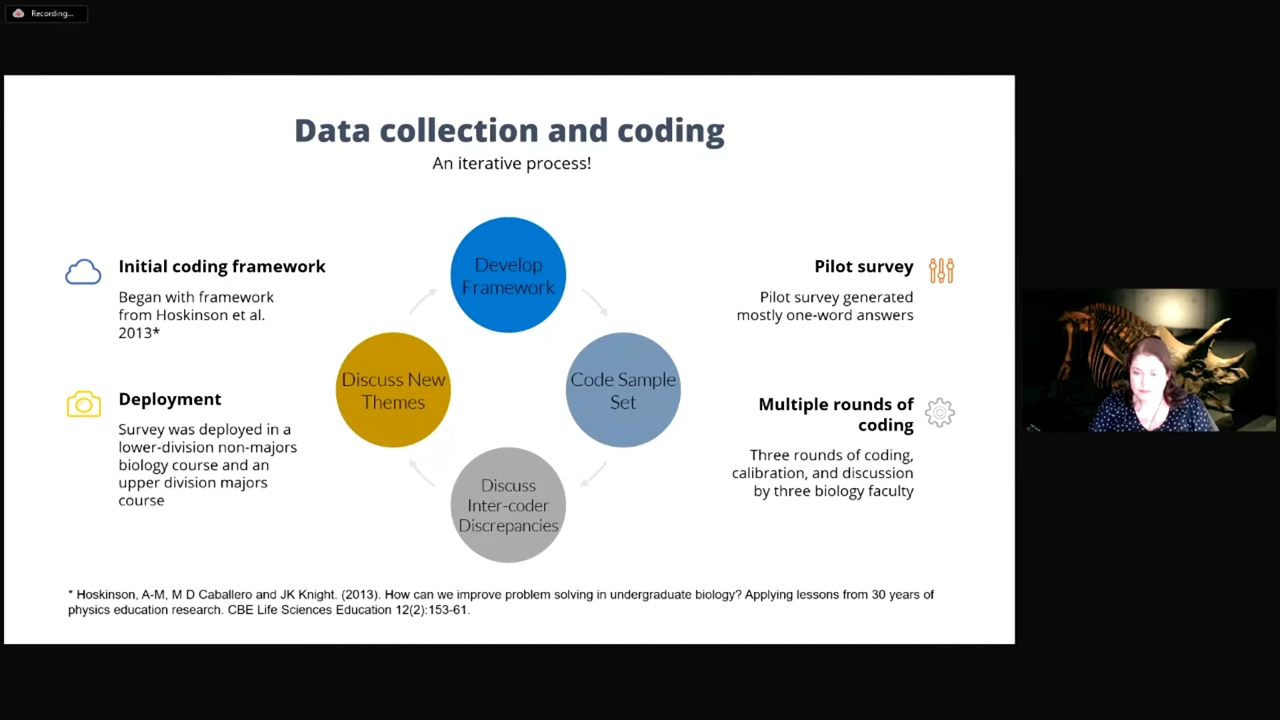 Recording...
Data collection and coding
An iterative process!
Initial coding framework
Began with framework
from Hoskinson et al.
2013*
Deployment
Survey was deployed in a
lower-division non-majors
biology course and an
upper division majors
course
Develop
Framework
Code Sample
Set
Discuss
Inter-coder
Discrepancies
Discuss New
Themes
Pilot survey
Pilot survey generated
mostly one-word answers
Multiple rounds of
coding
Three rounds of coding,
calibration, and discussion
by three biology faculty
* Hoskinson, A-M, M D Caballero and JK Knight. (2013). How can we improve problem solving in undergraduate biology? Applying lessons from 30 years of
physics education research. CBE Life Sciences Education 12(2):153-61.